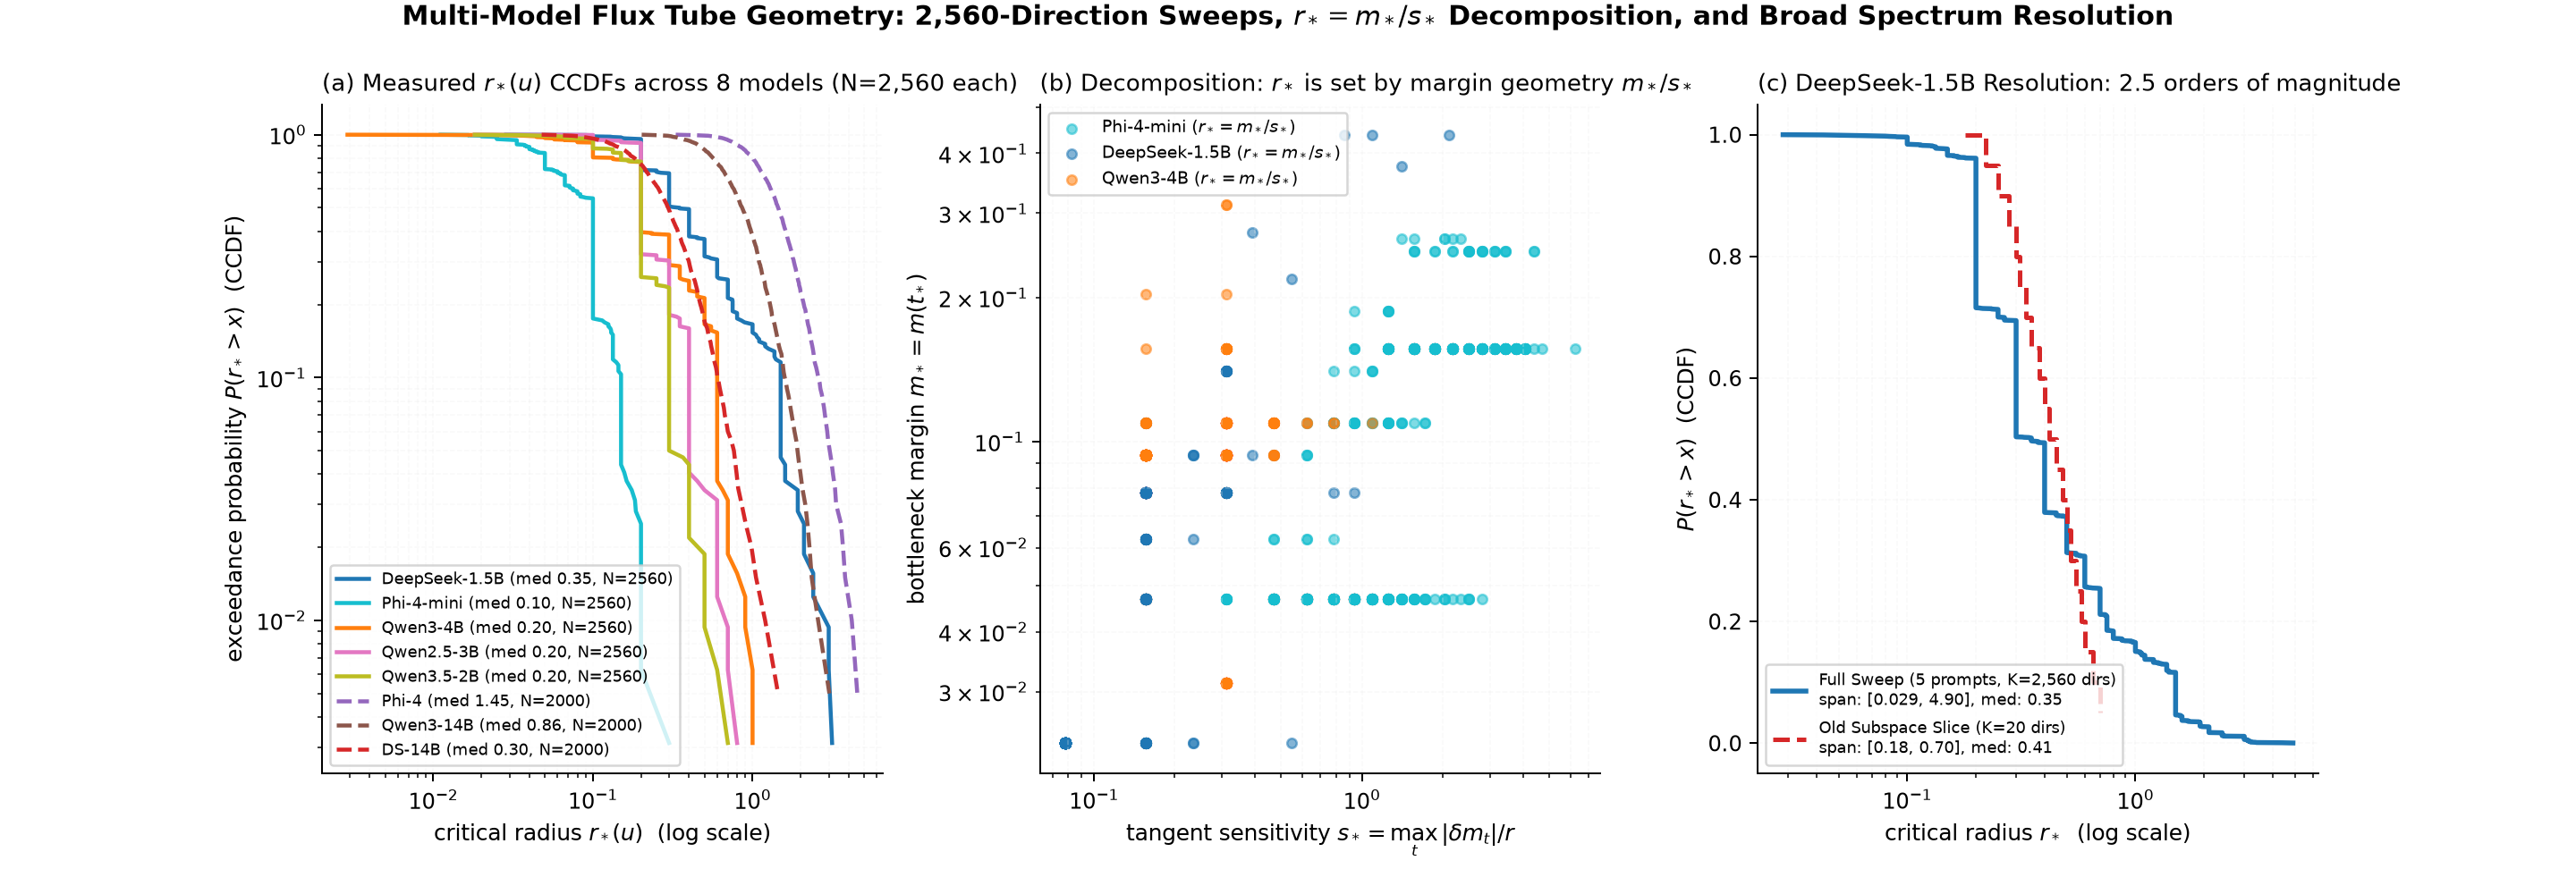 Multi-Model Flux Tube Geometry: 2,560-Direction Sweeps, r* = m*/s* Decomposition, and Broad Spectrum Resolution
(a) Measured r*(u) CCDFs across 8 models (N=2,560 each)
exceedance probability P(r* > x) (CCDF)
10⁰
10⁻¹
10⁻²
DeepSeek-1.5B (med 0.35, N=2560)
Phi-4-mini (med 0.10, N=2560)
Qwen3-4B (med 0.20, N=2560)
Qwen2.5-3B (med 0.20, N=2560)
Qwen3.5-2B (med 0.20, N=2560)
Phi-4 (med 1.45, N=2000)
Qwen3-14B (med 0.86, N=2000)
DS-14B (med 0.30, N=2000)
10⁻² 10⁻¹ 10⁰
critical radius r*(u) (log scale)
(b) Decomposition: r* is set by margin geometry m*/s*
bottleneck margin m* = m(t*)
Phi-4-mini (r* = m*/s*)
DeepSeek-1.5B (r* = m*/s*)
Qwen3-4B (r* = m*/s*)
4 × 10⁻¹
3 × 10⁻¹
2 × 10⁻¹
10⁻¹
6 × 10⁻²
4 × 10⁻²
3 × 10⁻²
10⁻¹ 10⁰
tangent sensitivity s* = max |δmₜ|/r
t
(c) DeepSeek-1.5B Resolution: 2.5 orders of magnitude
P(r* > x) (CCDF)
1.0
0.8
0.6
0.4
0.2
0.0
Full Sweep (5 prompts, K=2,560 dirs)
span: [0.029, 4.90], med: 0.35
Old Subspace Slice (K=20 dirs)
span: [0.18, 0.70], med: 0.41
10⁻¹ 10⁰
critical radius r* (log scale)